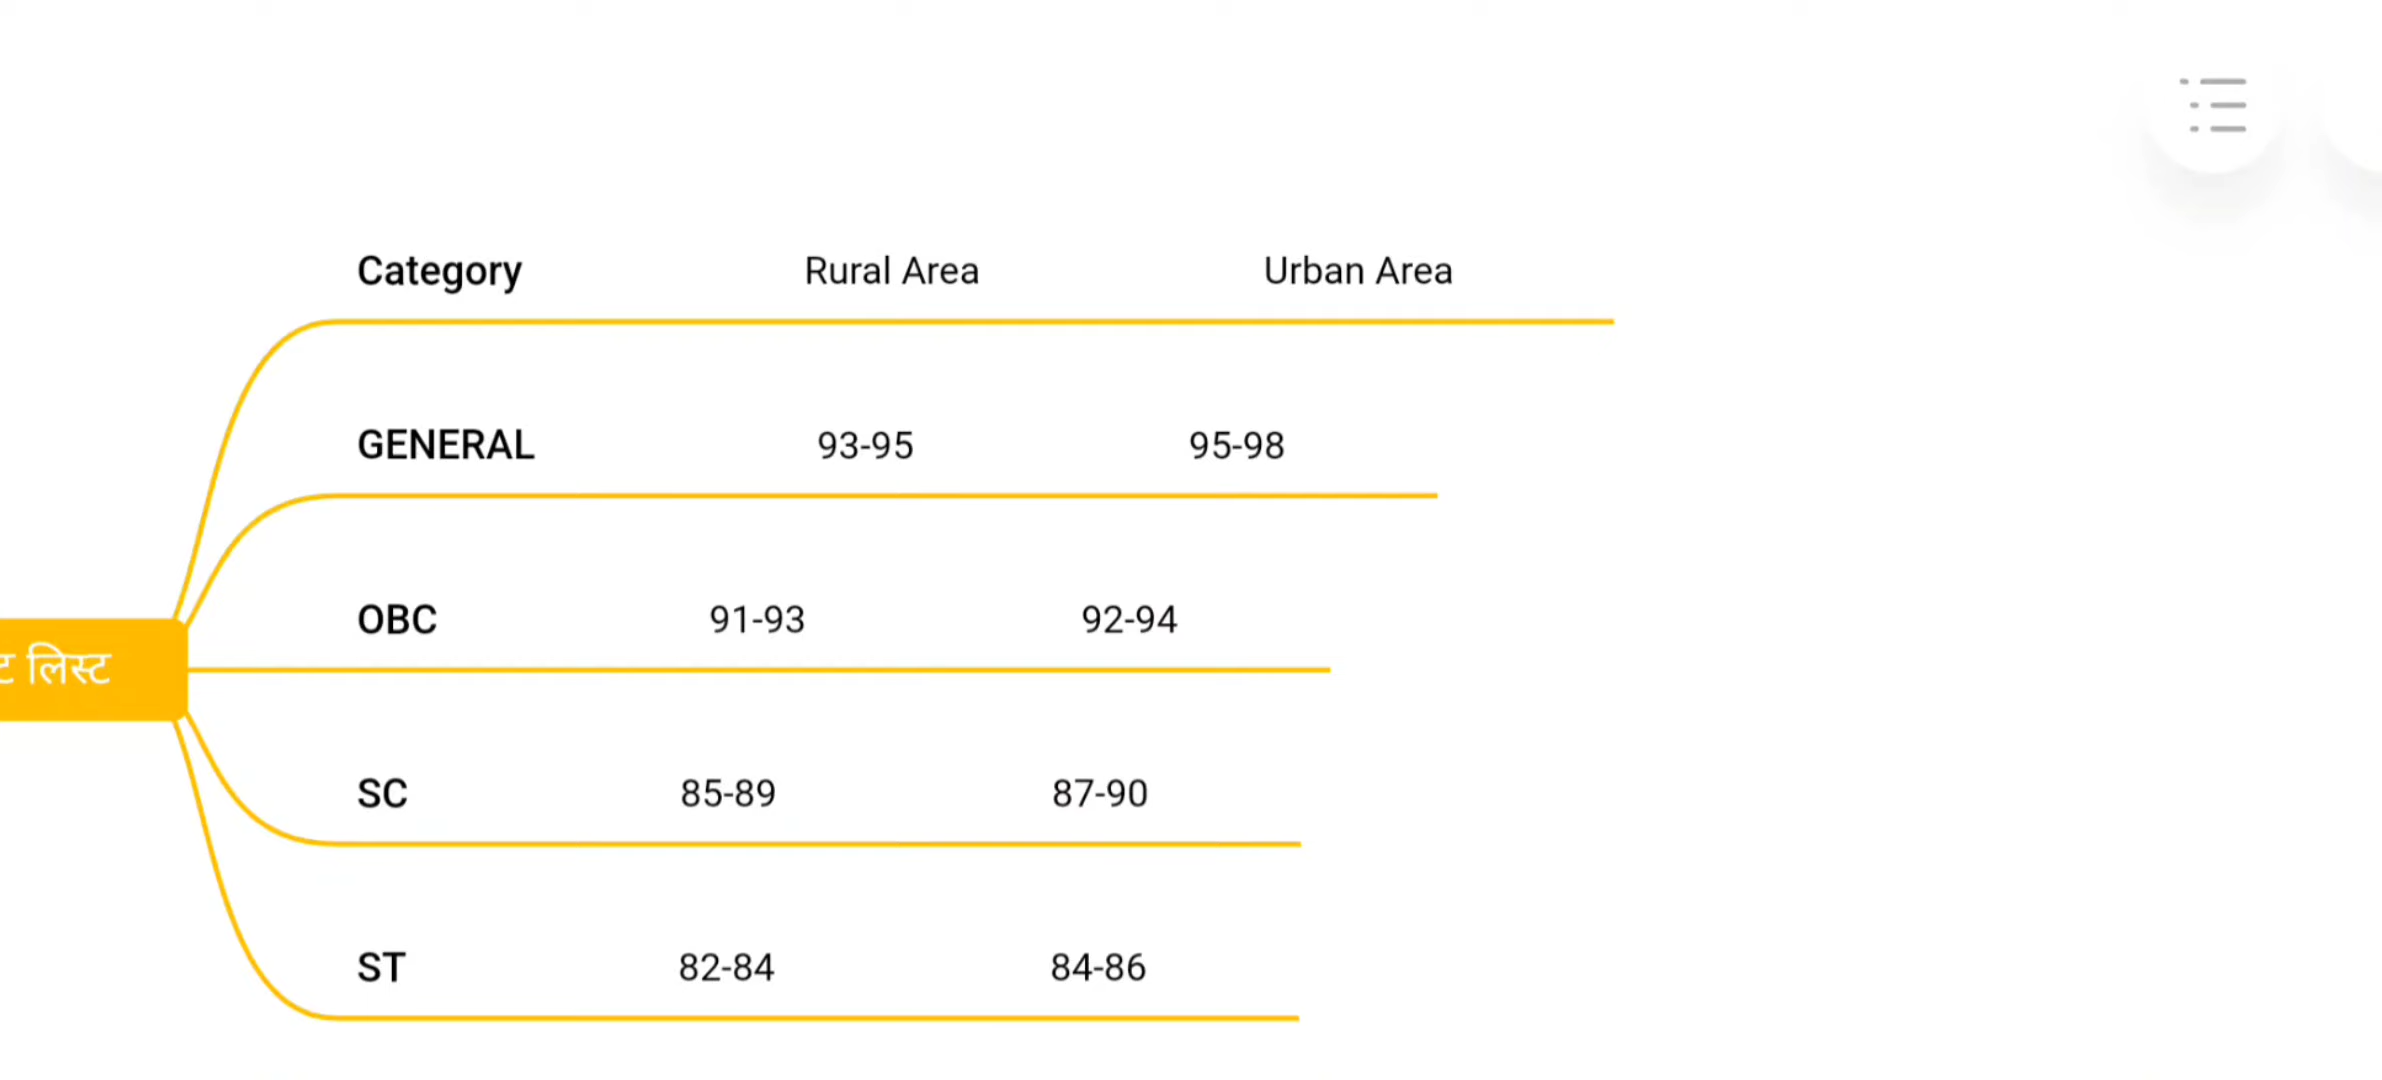 Category Rural Area Urban Area
GENERAL 93-95 95-98
OBC 91-93 92-94
लिस्ट
SC 85-89 87-90
ST 82-84 84-86